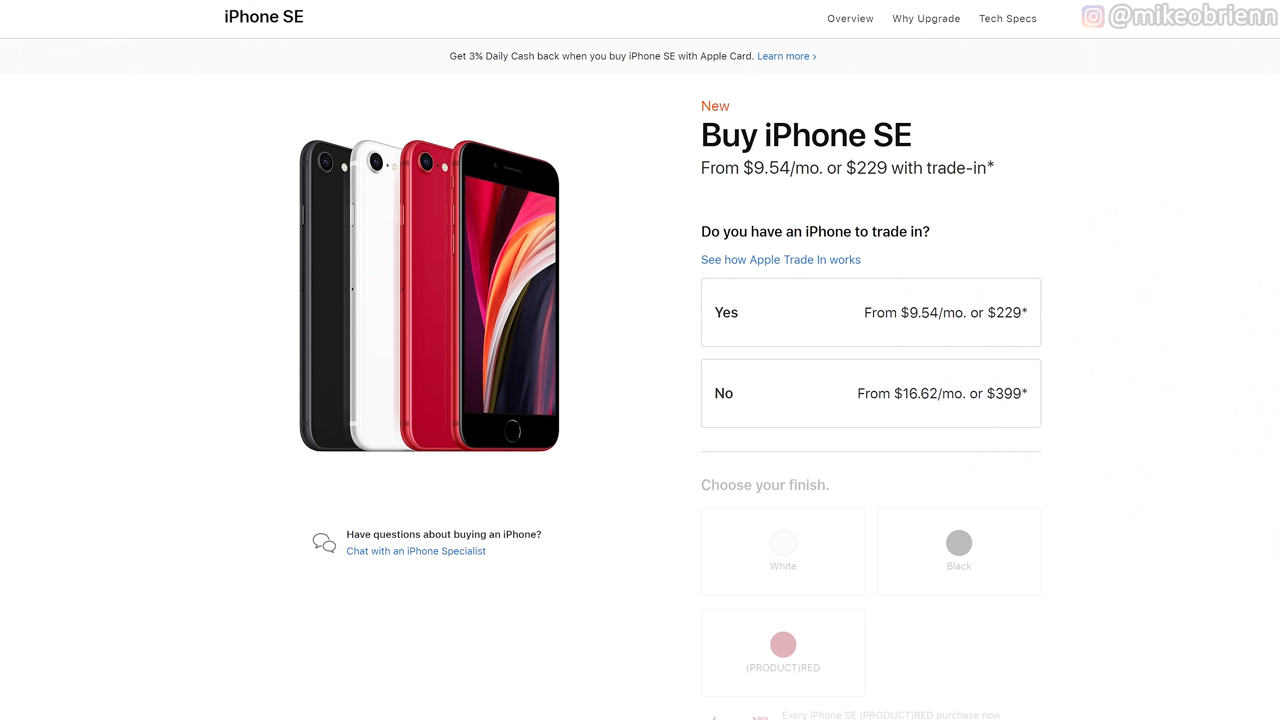 iPhone SE
Overview
Why Upgrade
Tech Specs
@mikeobrienn
Get 3% Daily Cash back when you buy iPhone SE with Apple Card. Learn more >
New
Buy iPhone SE
From $9.54/mo. or $229 with trade-in*
Do you have an iPhone to trade in?
See how Apple Trade In works
Yes
From $9.54/mo. or $229*
No
From $16.62/mo. or $399*
Choose your finish.
White
Black
(PRODUCT)RED
Every iPhone SE (PRODUCT)RED purchase now
Have questions about buying an iPhone?
Chat with an iPhone Specialist